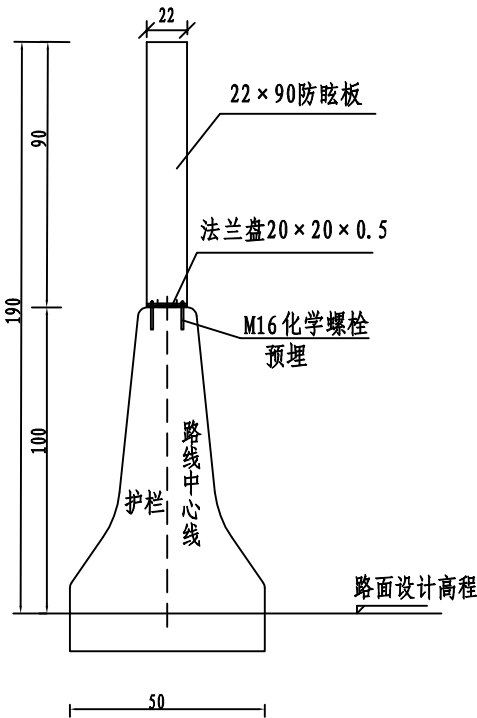 22
22×90防眩板
90
法兰盘20×20×0.5
190
M16化学螺栓
预埋
100
路线中心线
护栏
路面设计高程
50